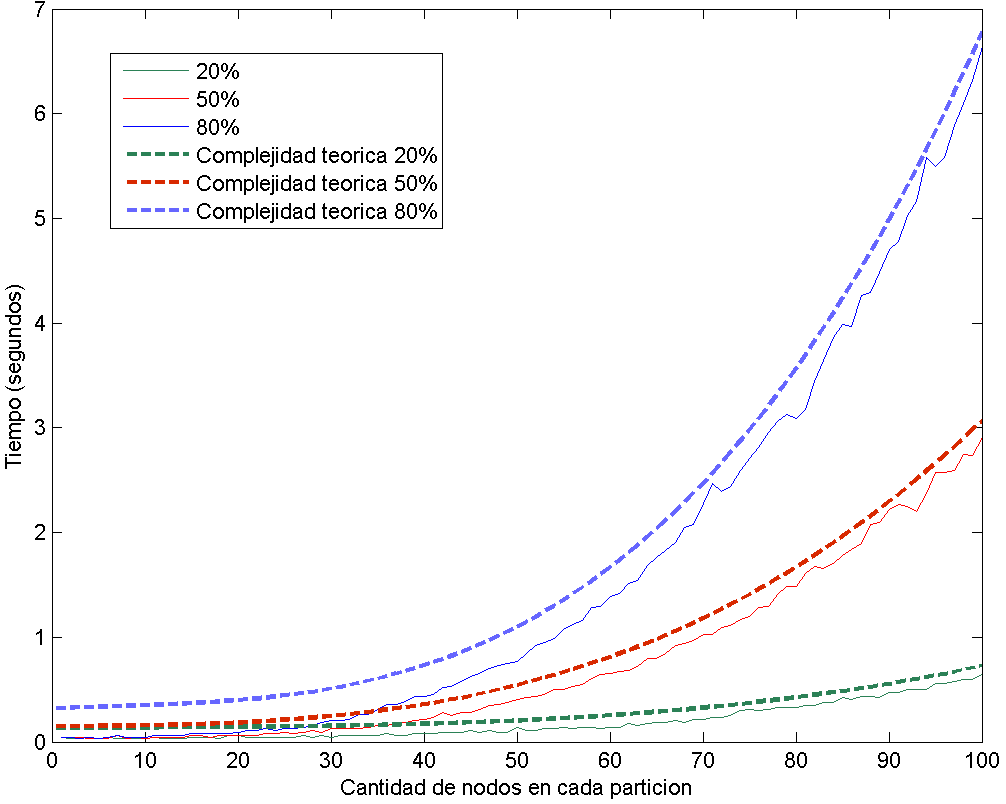 7
6
5
4
3
2
1
0
Tiempo (segundos)
20%
50%
80%
Complejidad teorica 20%
Complejidad teorica 50%
Complejidad teorica 80%
0 10 20 30 40 50 60 70 80 90 100
Cantidad de nodos en cada particion